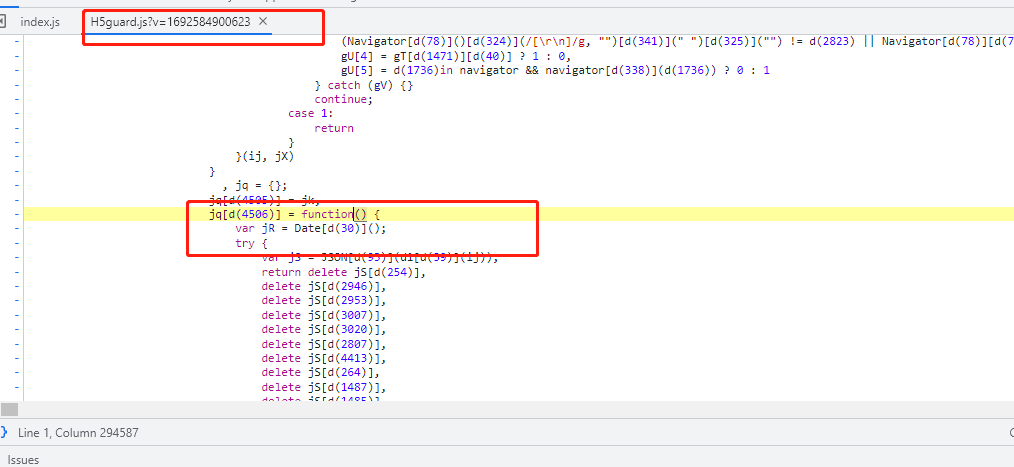 index.js
H5guard.js?v=1692584900623 ×
(Navigator[d(78)]()[d(324)](/[\r\n]/g, "")[d(341)](" ")[d(325)]("") != d(2823) || Navigator[d(78)][d(7
gU[4] = gT[1471)][d(40)] ? 1 : 0,
gU[5] = d(1736)in navigator && navigator[d(338)](d(1736)) ? 0 : 1
} catch (gV) {}
continue;
case 1:
return
}
}(ij, jX)
}
, jq = {};
jq[d(4505)] = jk,
jq[d(4506)] = function() {
var jR = Date[d(30)]();
try {
var jS = JSON[d(95)](di[d(59)](ij));
return delete jS[d(254)],
delete jS[d(2946)],
delete jS[d(2953)],
delete jS[d(3007)],
delete jS[d(3020)],
delete jS[d(2807)],
delete jS[d(4413)],
delete jS[d(264)],
delete jS[d(1487)],
delete jS[d(1485)],
{} Line 1, Column 294587
Issues